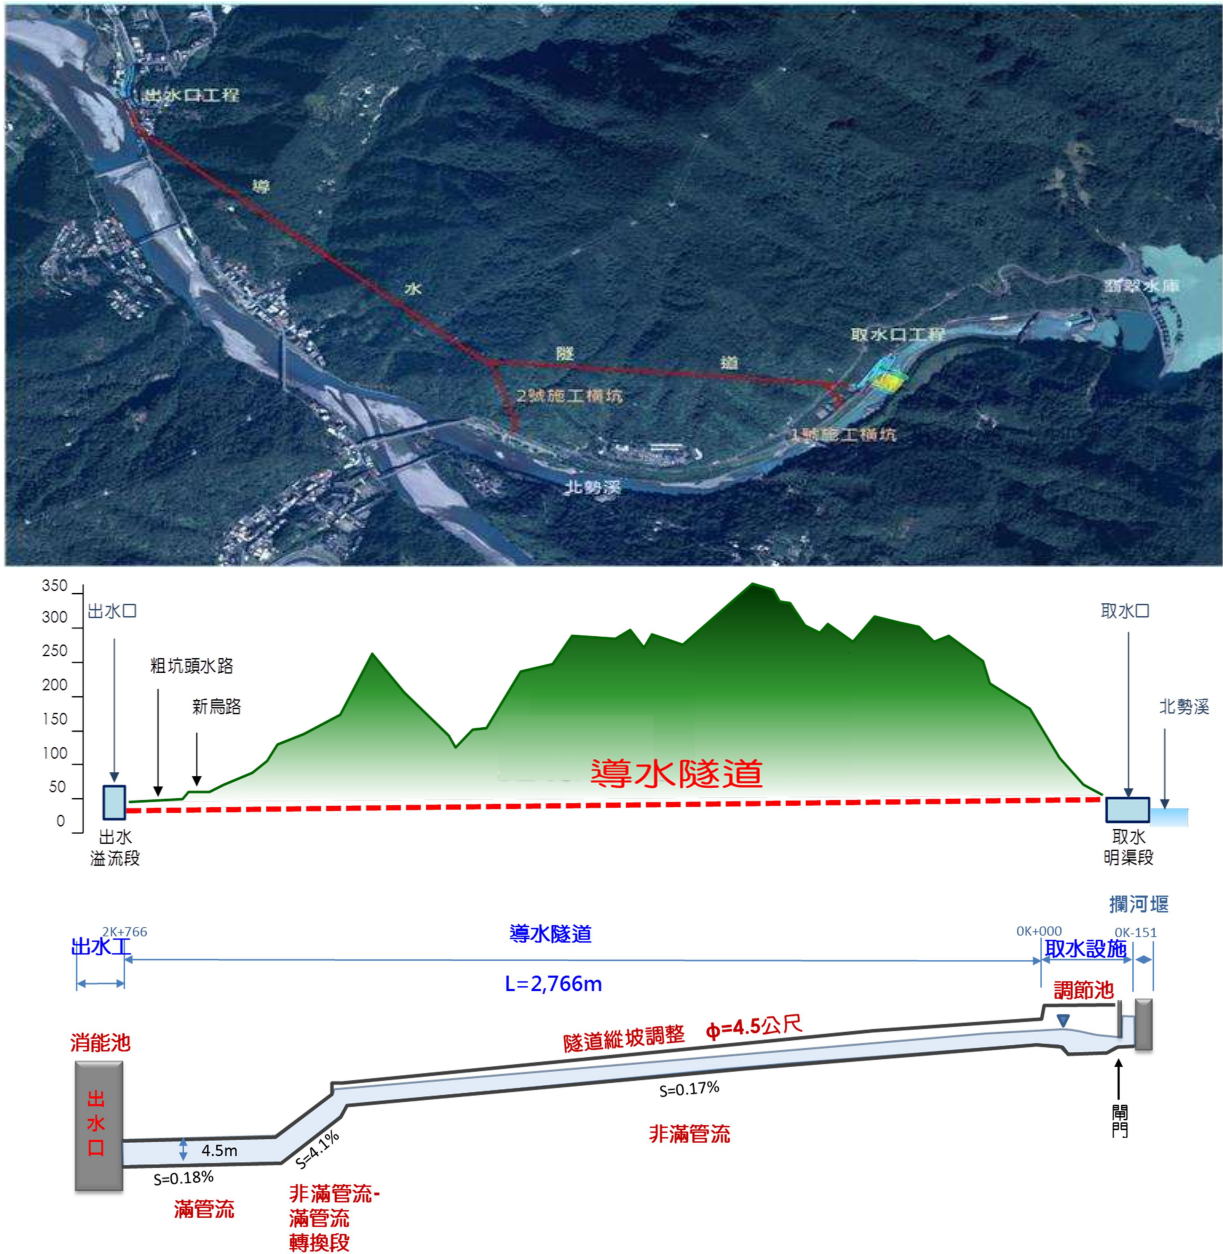 出水口工程
導
水
隧
道
翡翠水庫
取水口工程
2號施工橫坑
1號施工橫坑
北勢溪
350
300
250
200
150
100
50
0
出水口
粗坑頭水路
新烏路
導水隧道
取水口
北勢溪
出水
溢流段
取水
明渠段
攔河堰
2K+766
出水工
導水隧道
L=2,766m
0K+000
0K-151
取水設施
調節池
消能池
隧道縱坡調整 ϕ=4.5公尺
出水口
4.5m
S=0.18%
S=4.1%
S=0.17%
閘門
滿管流
非滿管流-
滿管流
轉換段
非滿管流